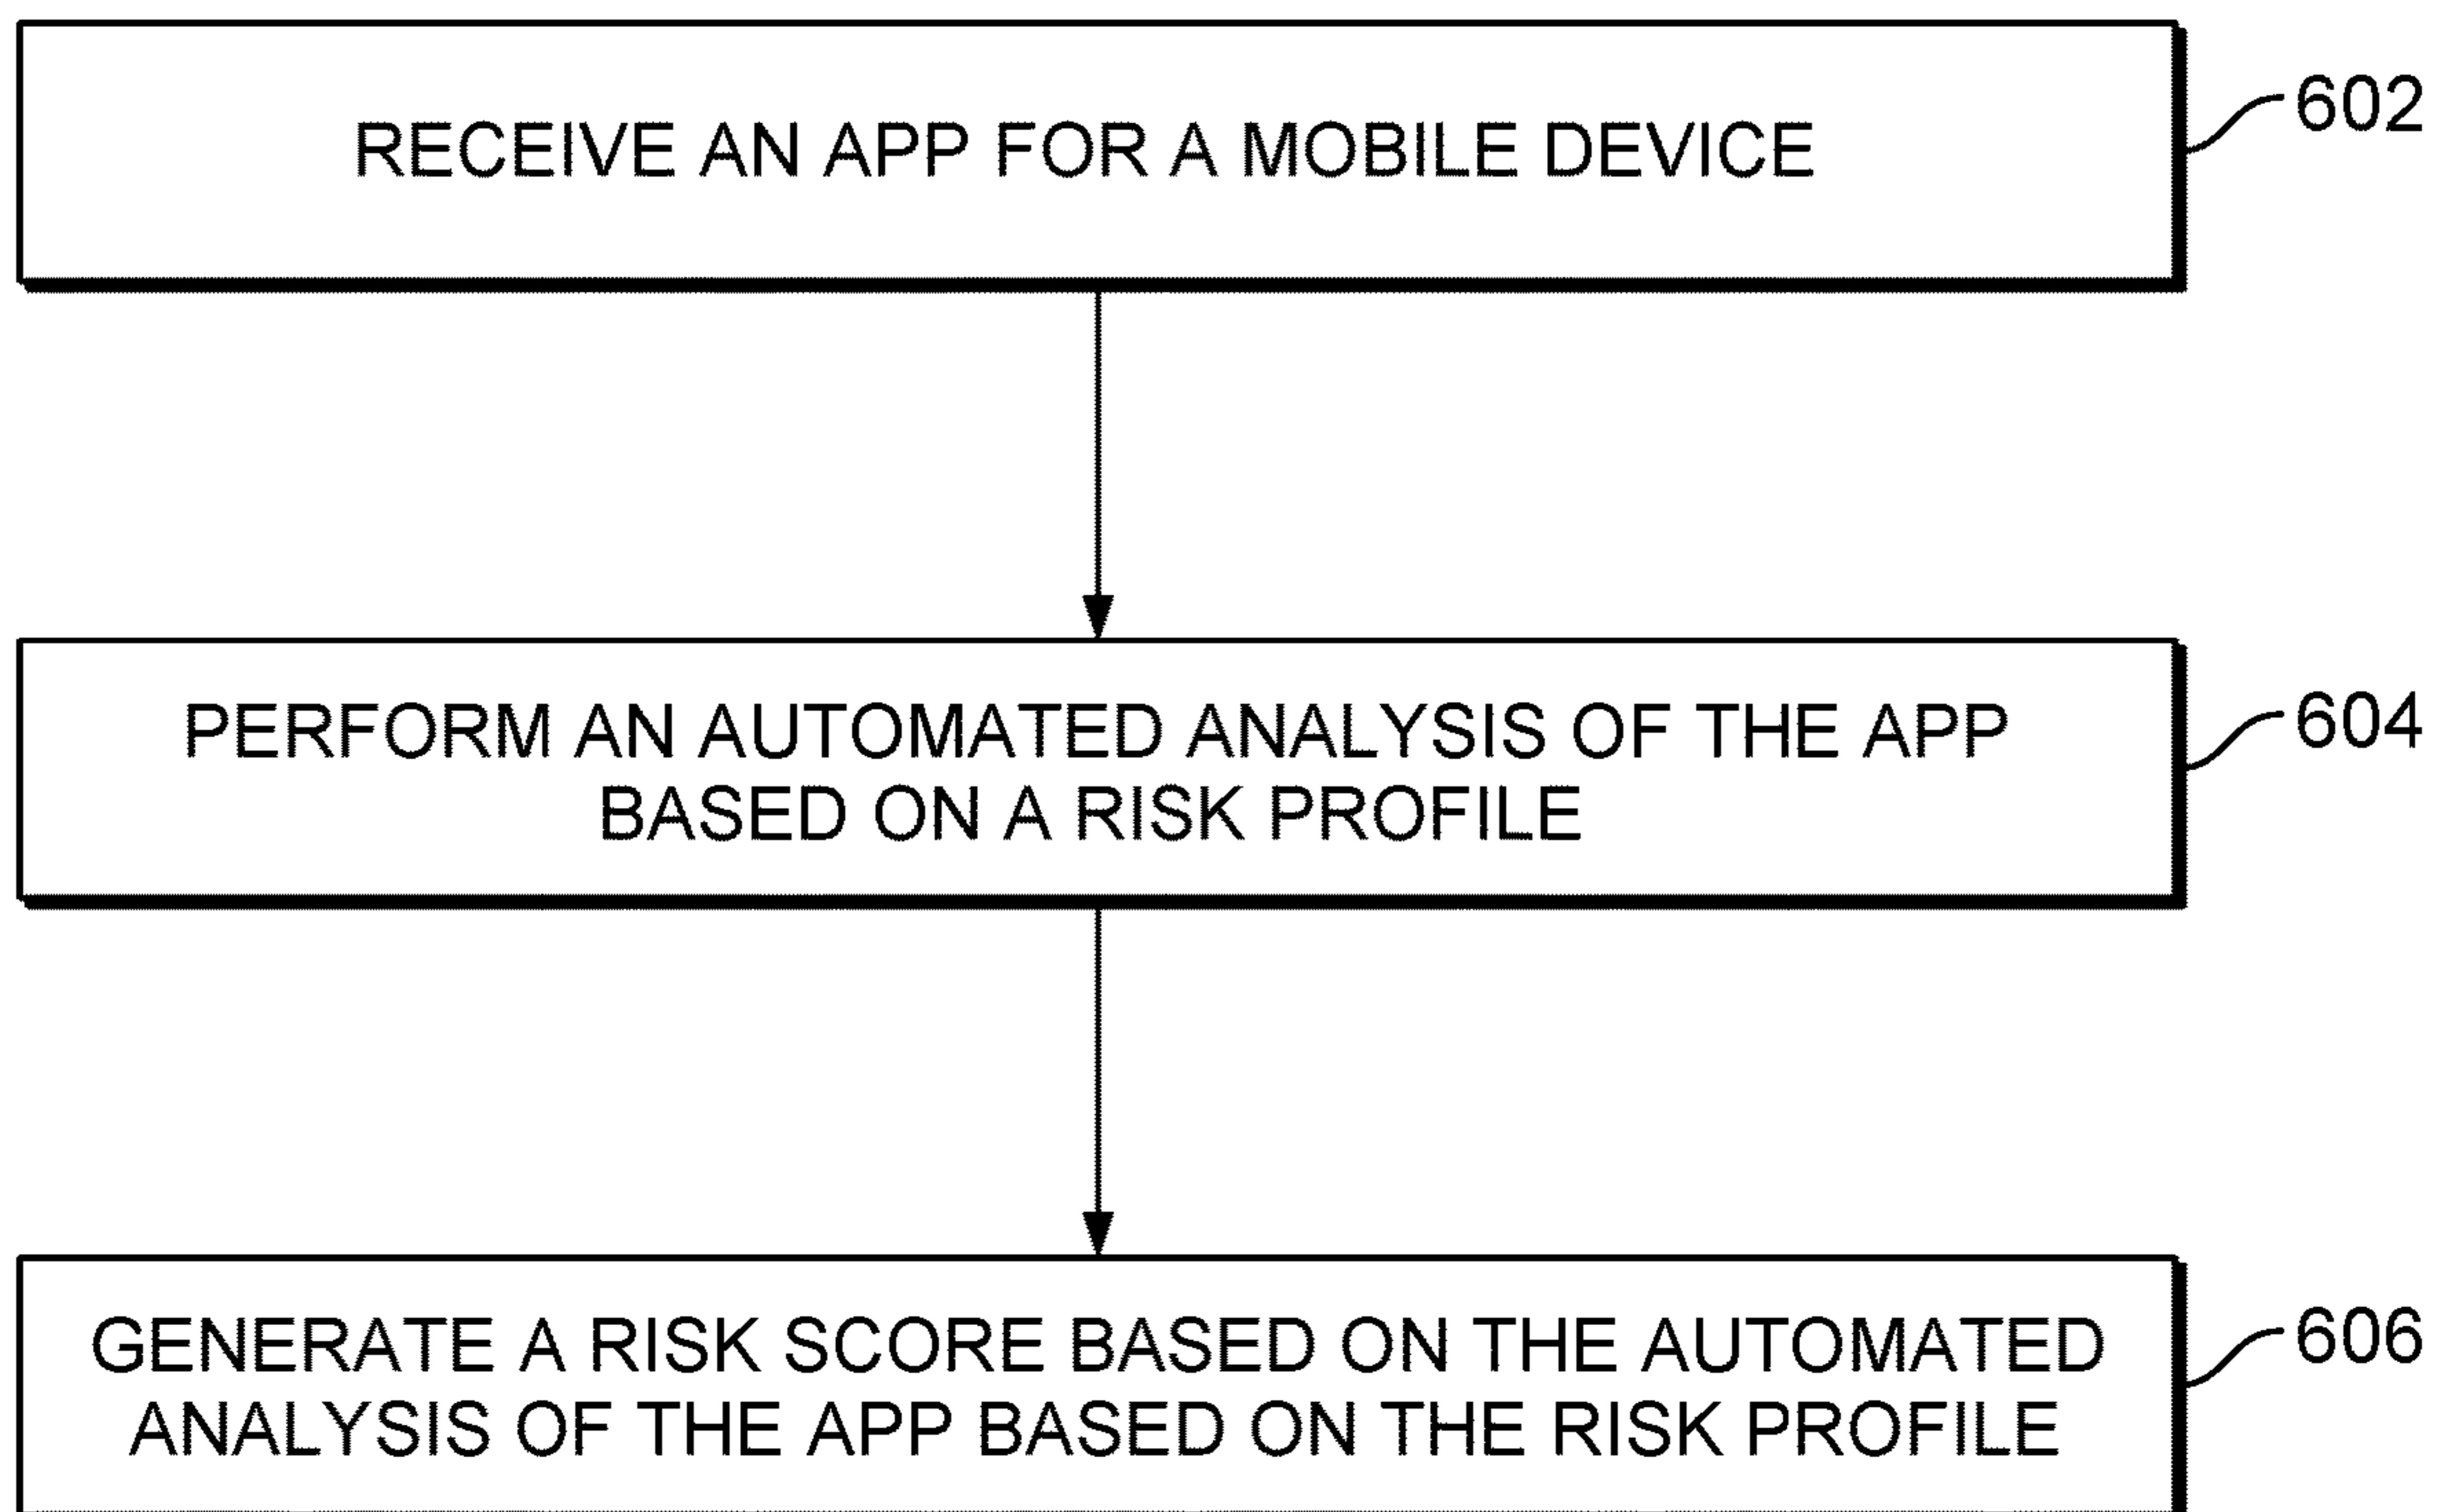 RECEIVE AN APP FOR A MOBILE DEVICE
602
PERFORM AN AUTOMATED ANALYSIS OF THE APP
BASED ON A RISK PROFILE
604
GENERATE A RISK SCORE BASED ON THE AUTOMATED
ANALYSIS OF THE APP BASED ON THE RISK PROFILE
606